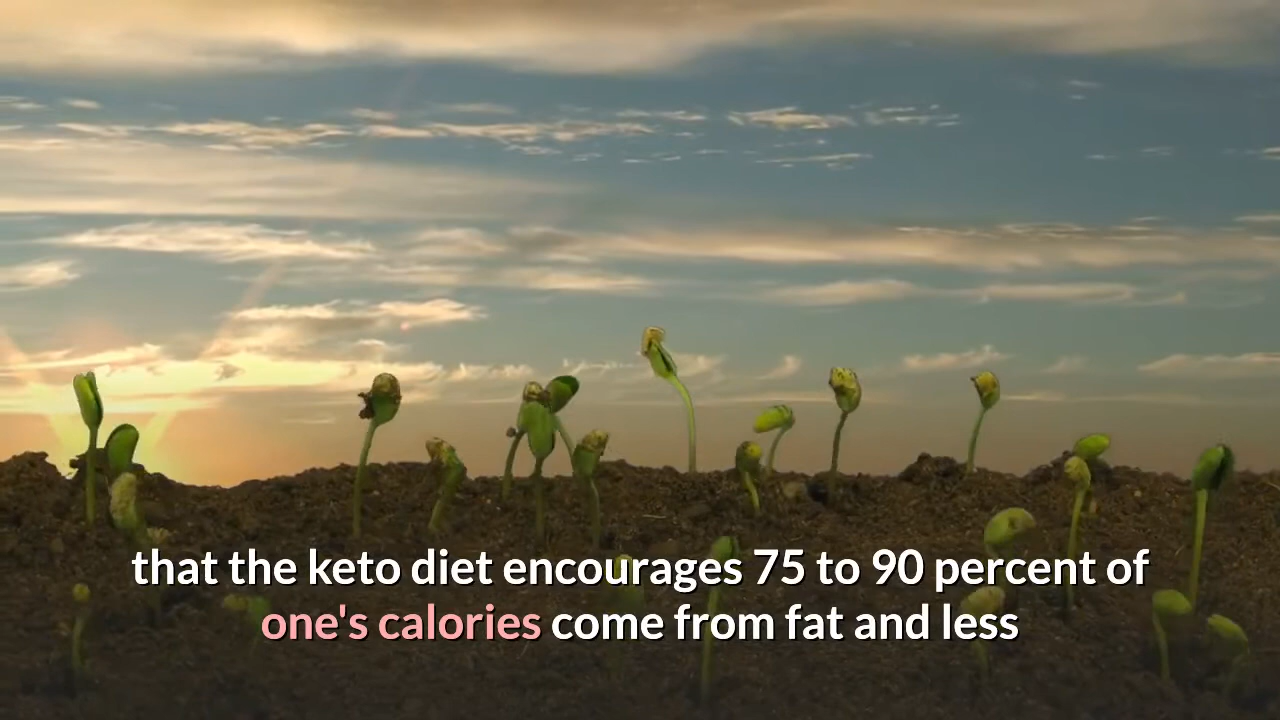 that the keto diet encourages 75 to 90 percent of
one's calories come from fat and less